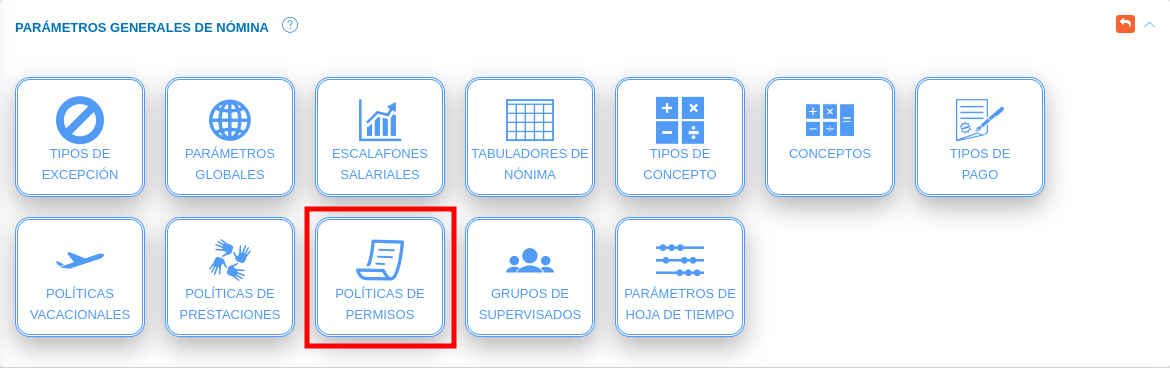 PARÁMETROS GENERALES DE NÓMINA ?
TIPOS DE
EXCEPCIÓN
PARÁMETROS
GLOBALES
ESCALAFONES
SALARIALES
TABULADORES DE
NÓNIMA
TIPOS DE
CONCEPTO
CONCEPTOS
TIPOS DE
PAGO
POLÍTICAS
VACACIONALES
POLÍTICAS DE
PRESTACIONES
POLÍTICAS DE
PERMISOS
GRUPOS DE
SUPERVISADOS
PARÁMETROS DE
HOJA DE TIEMPO